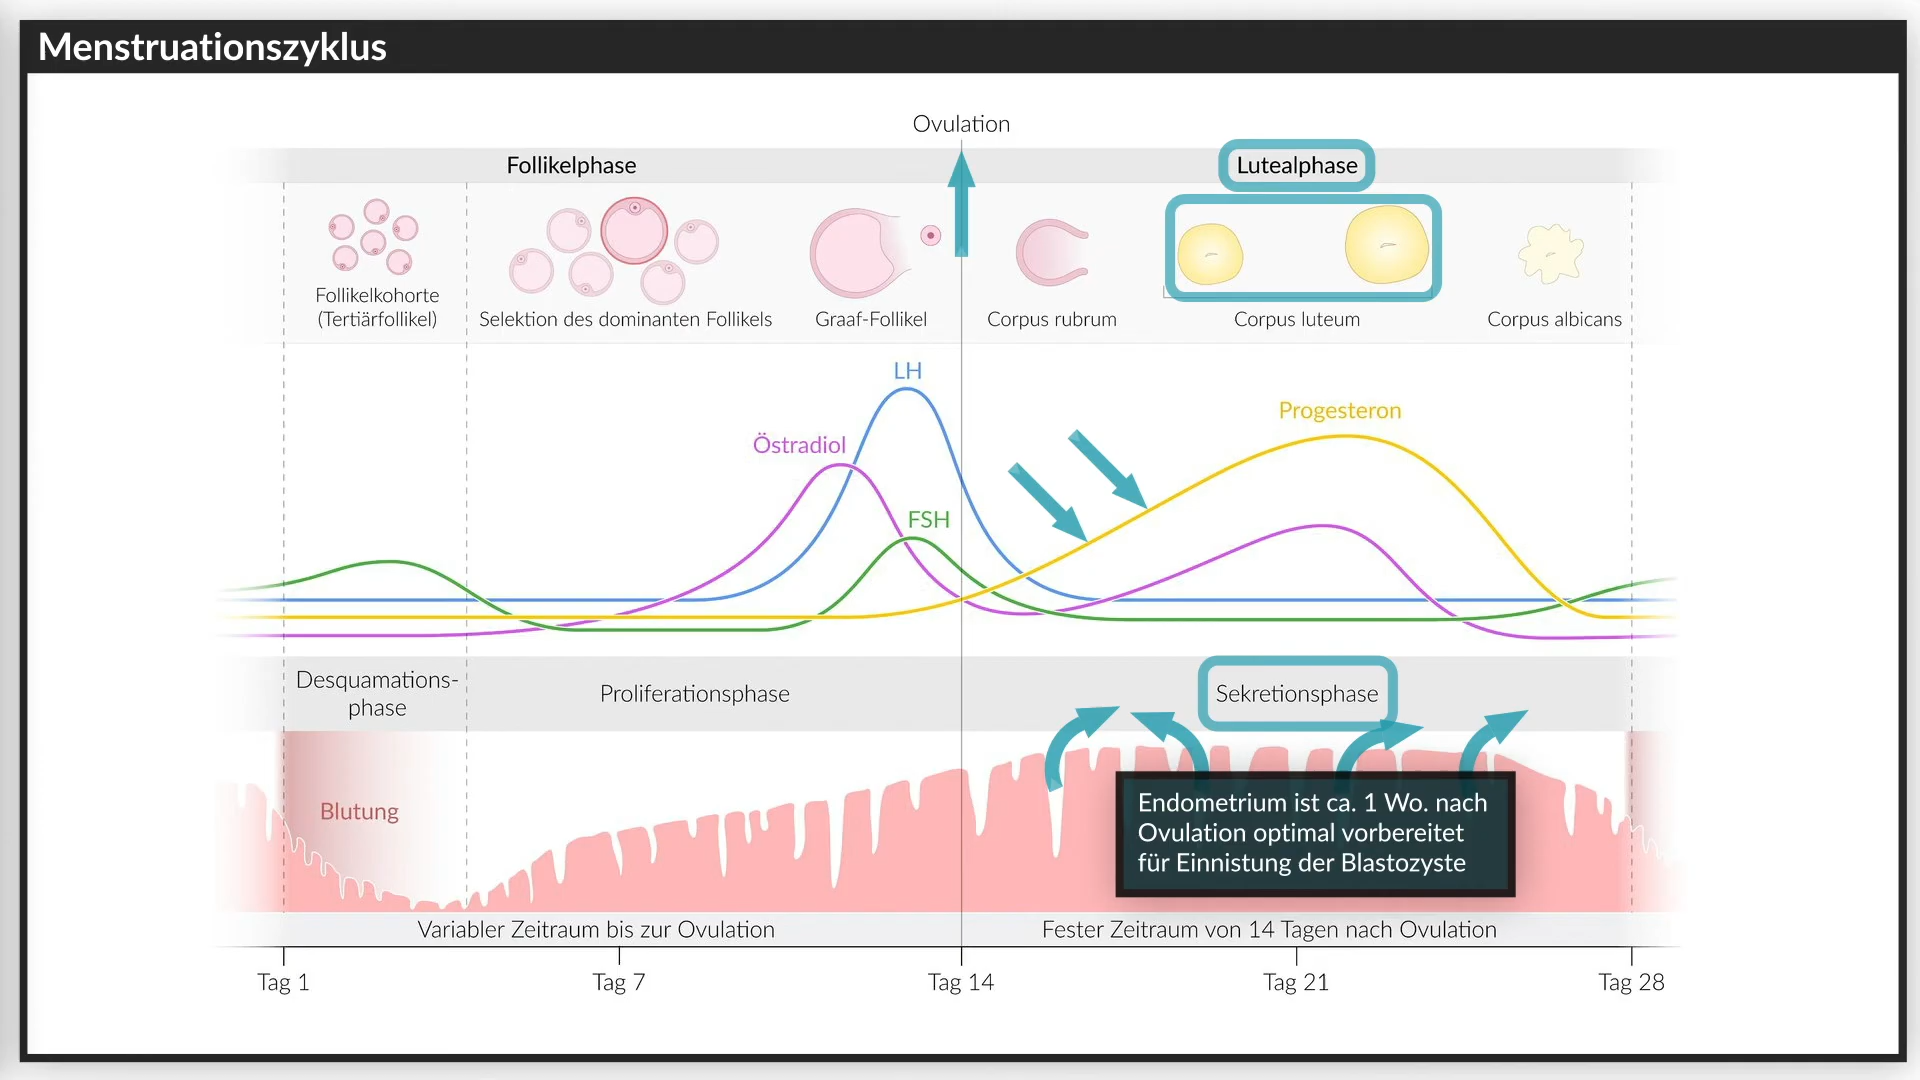 Menstruationszyklus
Ovulation
Follikelphase
Lutealphase
Follikelkohorte
(Tertiärfollikel)
Selektion des dominanten Follikels
Graaf-Follikel
Corpus rubrum
Corpus luteum
Corpus albicans
LH
Östradiol
FSH
Progesteron
Desquamations-
phase
Proliferationsphase
Sekretionsphase
Blutung
Endometrium ist ca. 1 Wo. nach
Ovulation optimal vorbereitet
für Einnistung der Blastozyste
Variabler Zeitraum bis zur Ovulation
Fester Zeitraum von 14 Tagen nach Ovulation
Tag 1
Tag 7
Tag 14
Tag 21
Tag 28